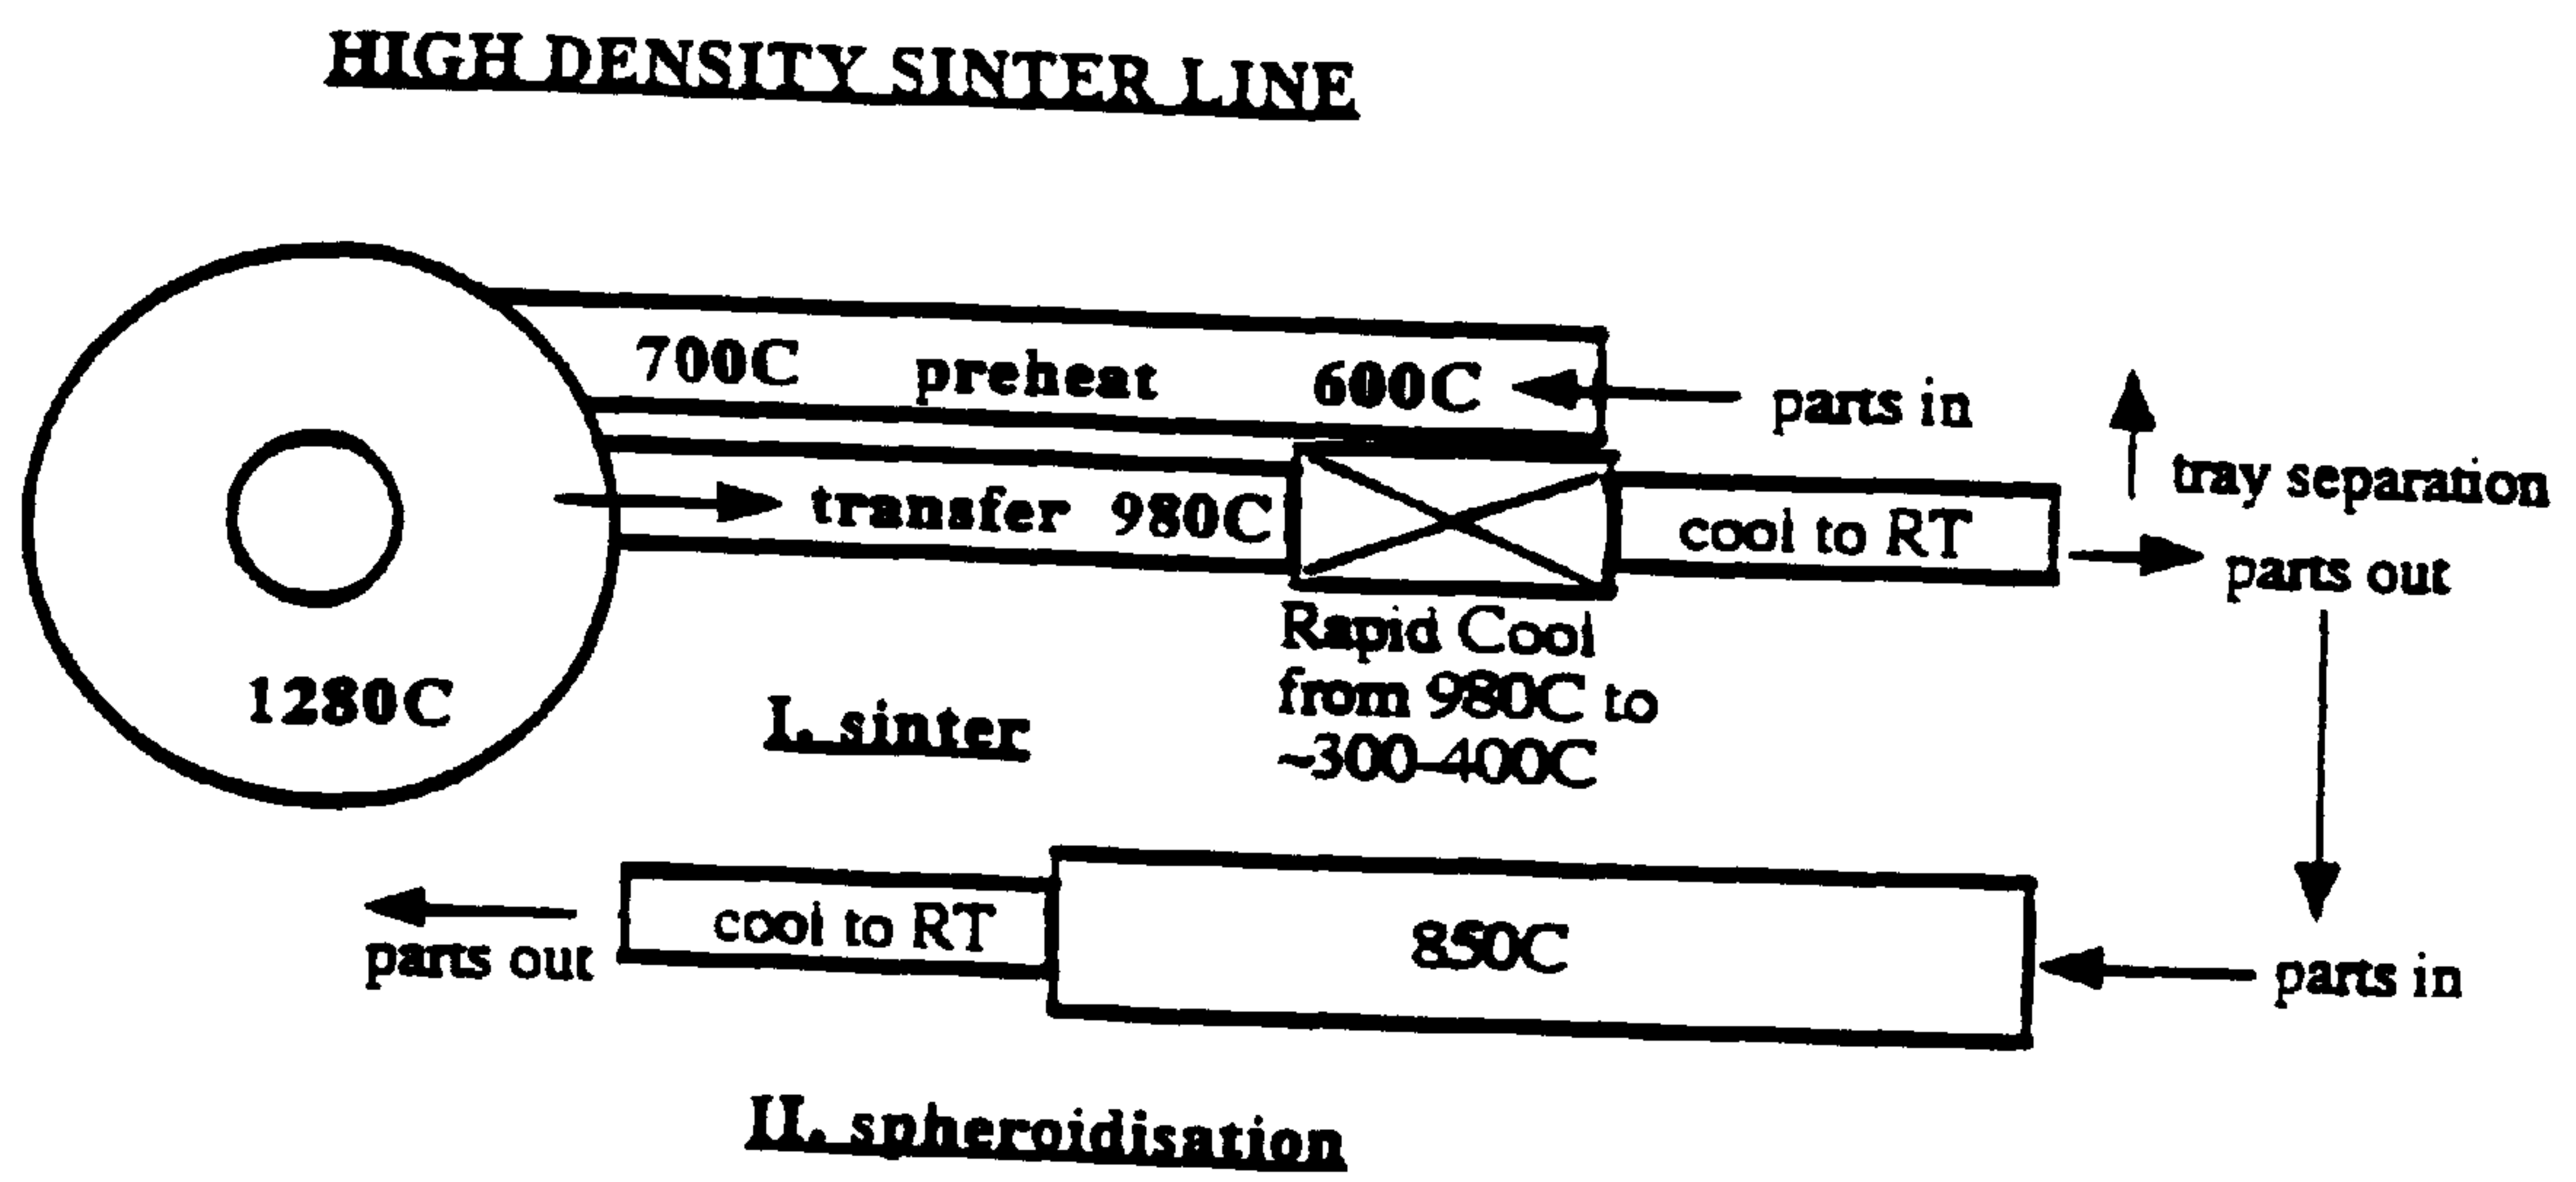 HIGH DENSITY SINTER LINE
700C preheat 600C
parts in
transfer 980C
cool to RT
tray separation
parts out
1280C
Rapid Cool
from 980C to
~300-400C
I. sinter
cool to RT
850C
parts out
parts in
II. spheroidisation